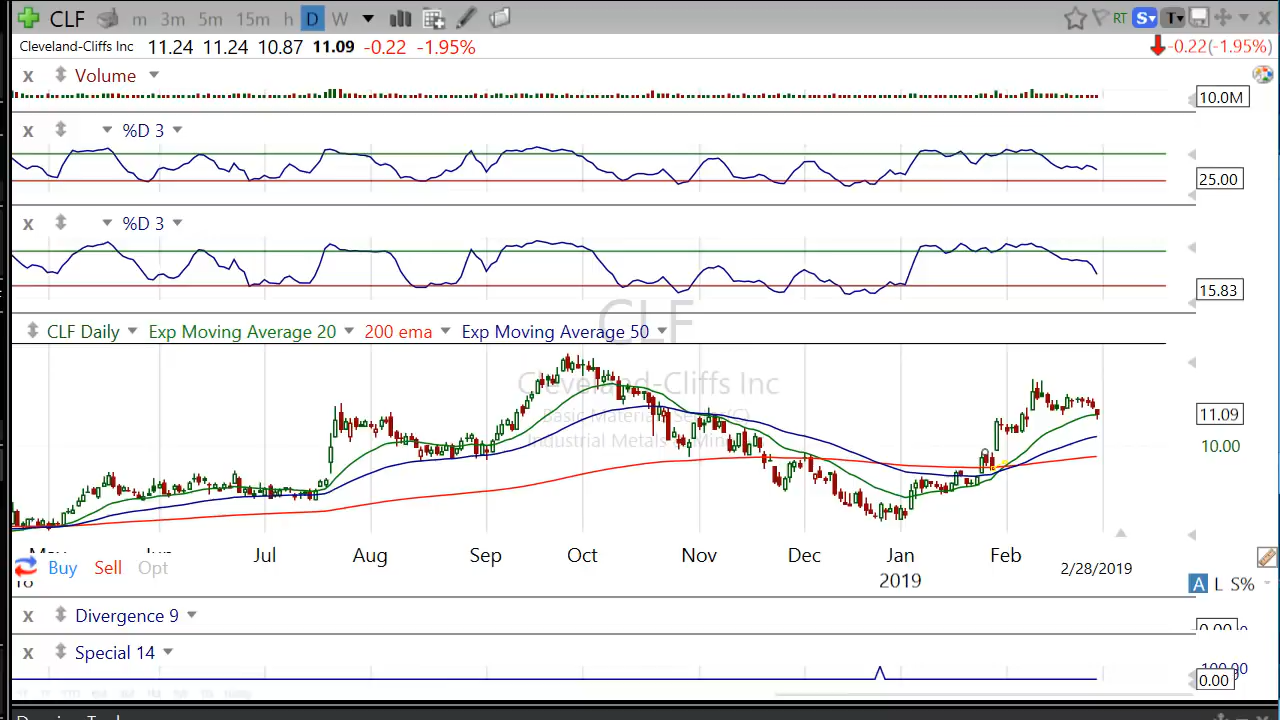 CLF m 3m 5m 15m h D W RT S T
Cleveland-Cliffs Inc 11.24 11.24 10.87 11.09 -0.22 -1.95% -0.22(-1.95%)
x Volume
10.0M
x %D 3
25.00
x %D 3
15.83
CLF
CLF Daily Exp Moving Average 20 200 ema Exp Moving Average 50
Cleveland-Cliffs Inc
11.09
10.00
Jul Aug Sep Oct Nov Dec Jan Feb
2019 2/28/2019
Buy Sell Opt
A L S%
x Divergence 9
x Special 14
0.00